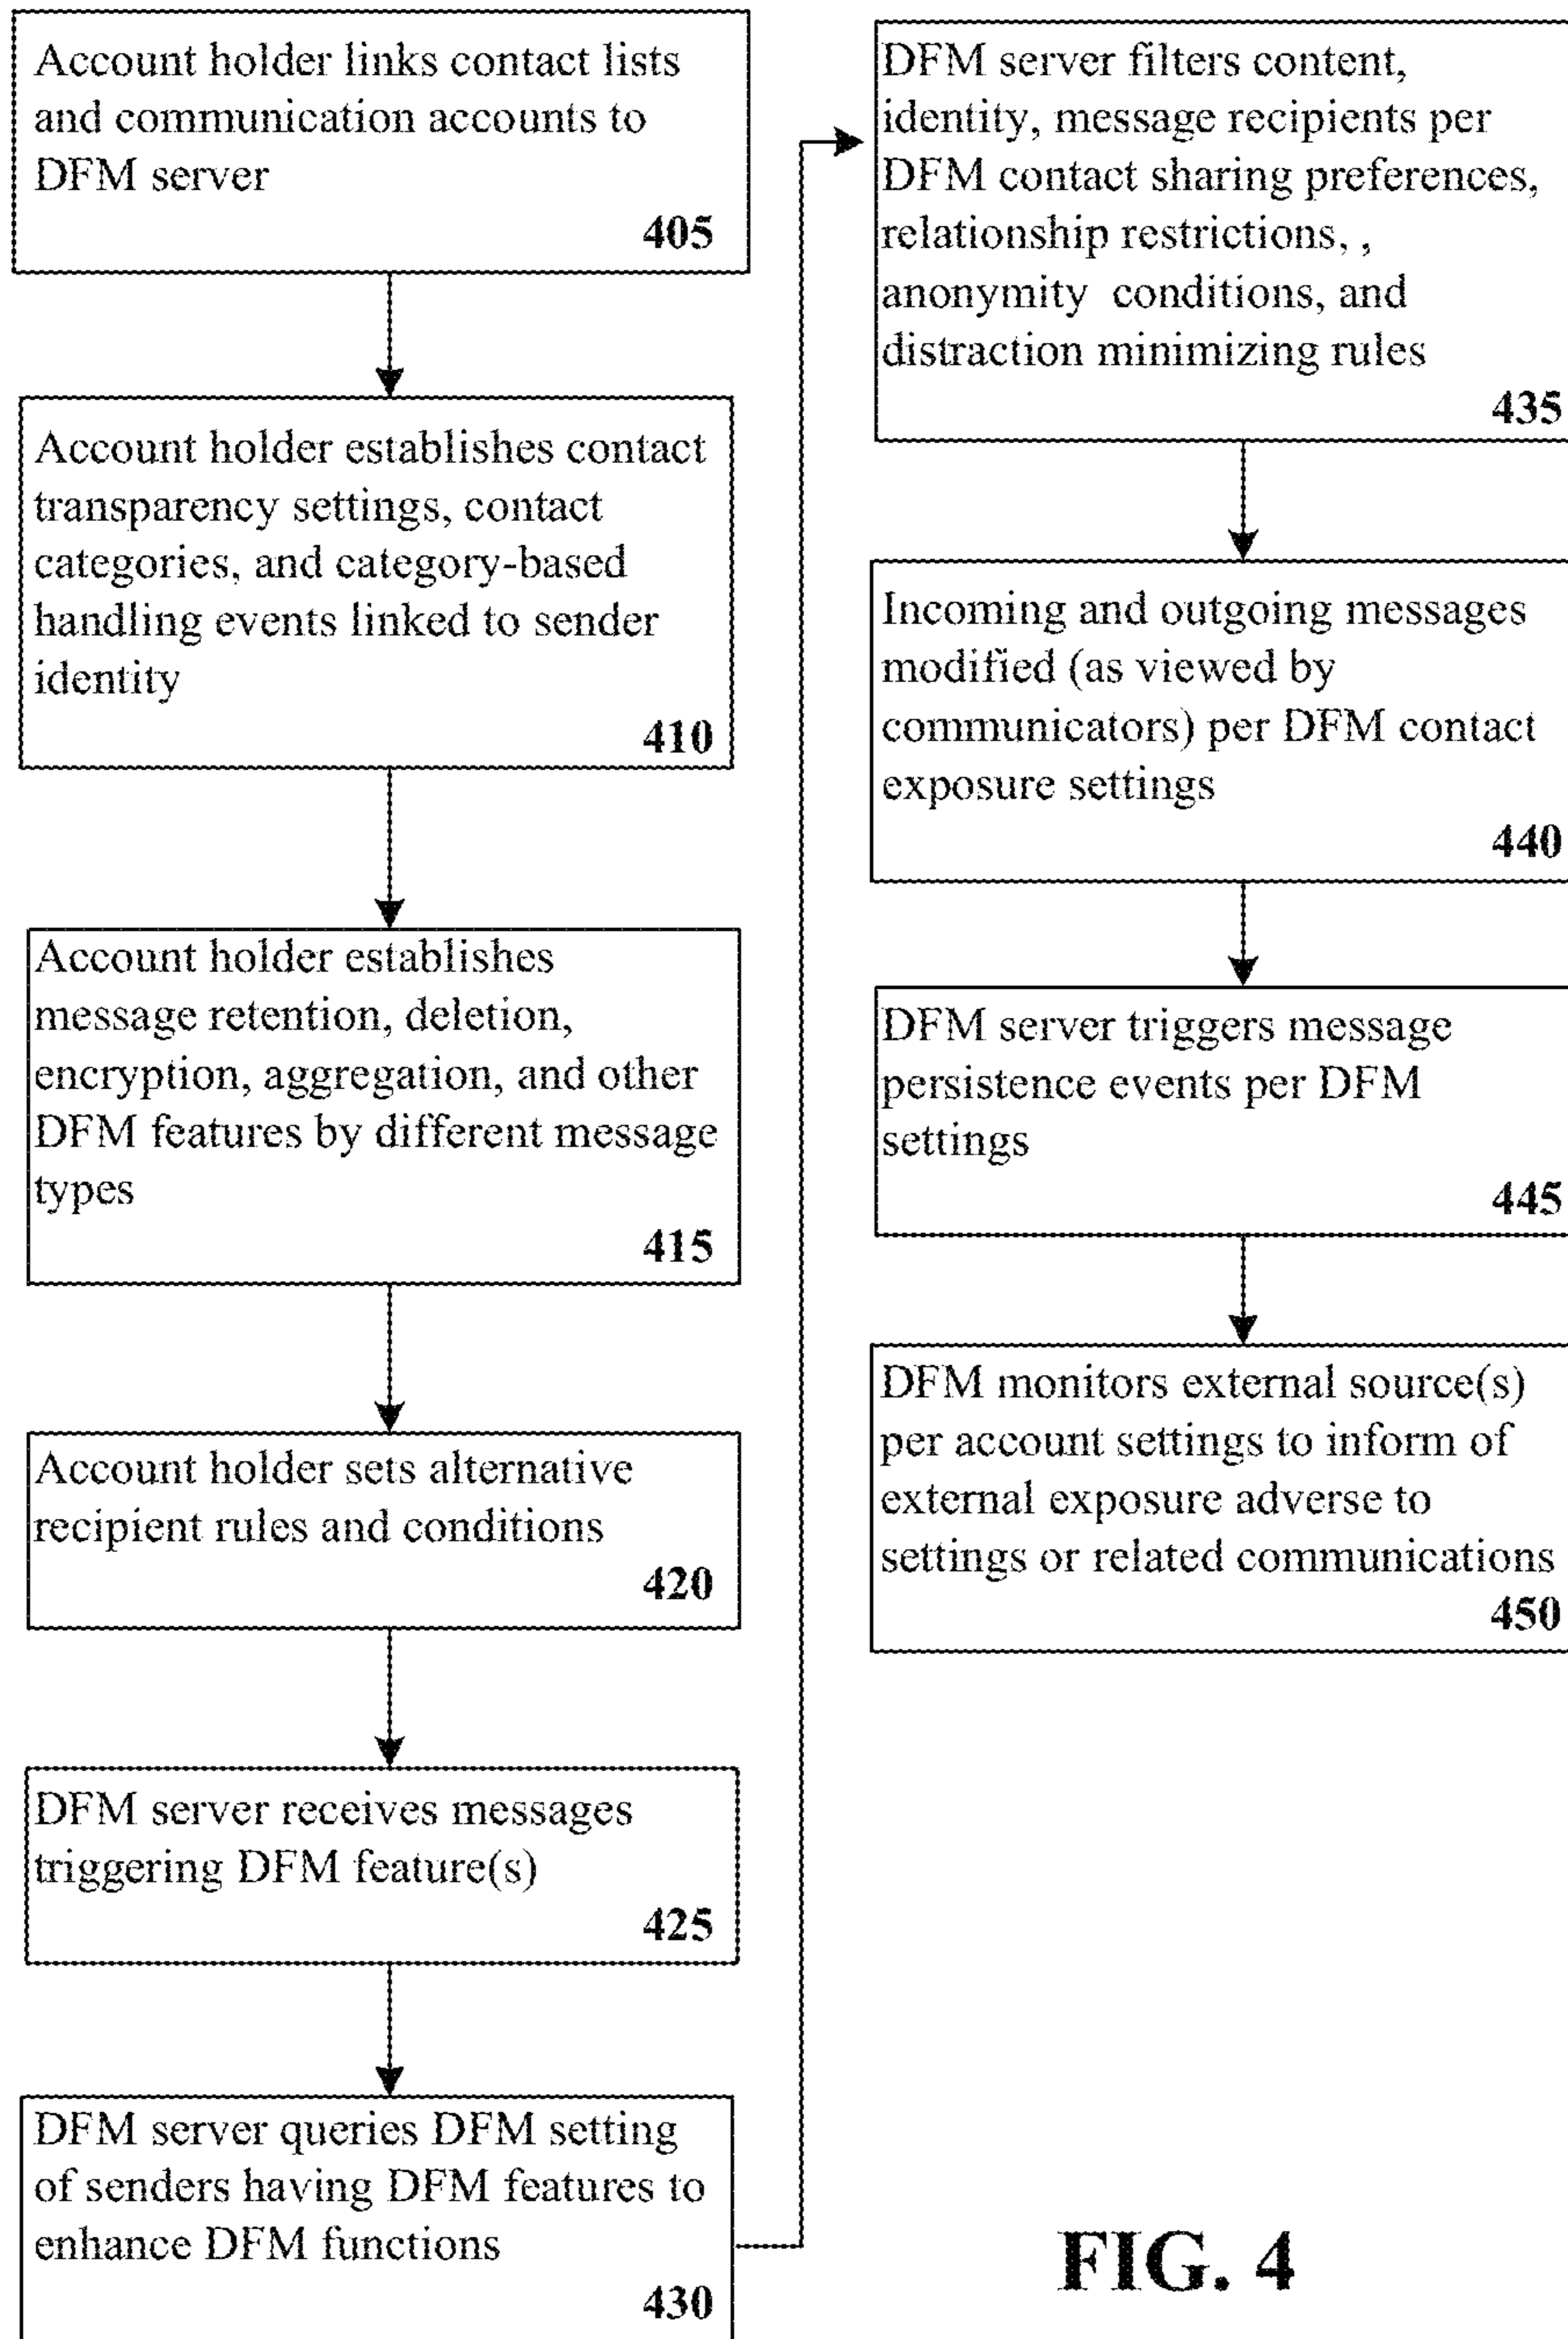 Account holder links contact lists
and communication accounts to
DFM server
405
Account holder establishes contact
transparency settings, contact
categories, and category-based
handling events linked to sender
identity
410
Account holder establishes
message retention, deletion,
encryption, aggregation, and other
DFM features by different message
types
415
Account holder sets alternative
recipient rules and conditions
420
DFM server receives messages
triggering DFM feature(s)
425
DFM server queries DFM setting
of senders having DFM features to
enhance DFM functions
430
DFM server filters content,
identity, message recipients per
DFM contact sharing preferences,
relationship restrictions, ,
anonymity conditions, and
distraction minimizing rules
435
Incoming and outgoing messages
modified (as viewed by
communicators) per DFM contact
exposure settings
440
DFM server triggers message
persistence events per DFM
settings
445
DFM monitors external source(s)
per account settings to inform of
external exposure adverse to
settings or related communications
450
FIG. 4